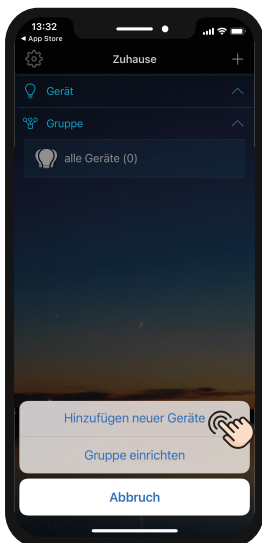 13:32
◀ App Store
Zuhause
Gerät
Gruppe
alle Geräte (0)
Hinzufügen neuer Geräte
Gruppe einrichten
Abbruch